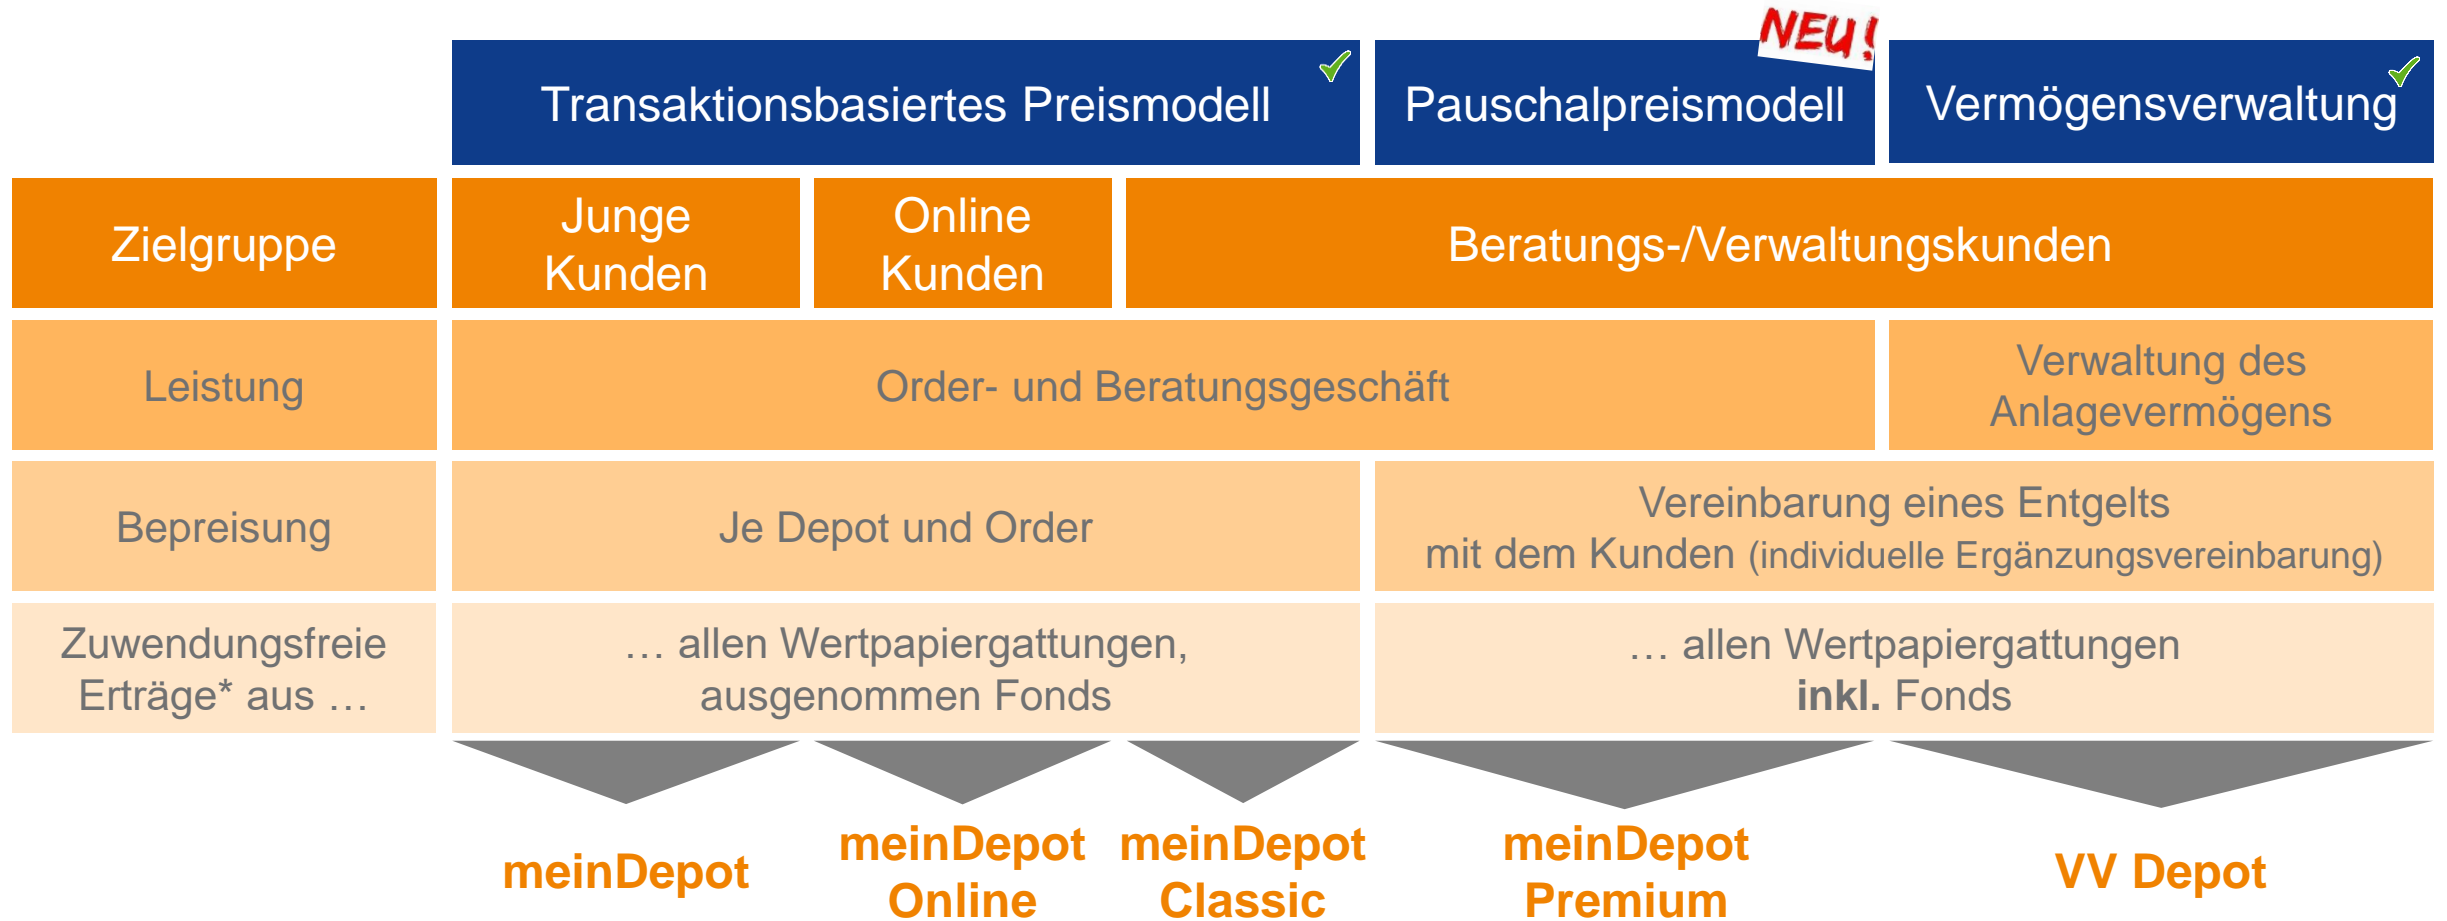 NEU!
Transaktionsbasiertes Preismodell
Pauschalpreismodell
Vermögensverwaltung
Zielgruppe
Junge
Kunden
Online
Kunden
Beratungs-/Verwaltungskunden
Leistung
Order- und Beratungsgeschäft
Verwaltung des
Anlagevermögens
Bepreisung
Je Depot und Order
Vereinbarung eines Entgelts
mit dem Kunden (individuelle Ergänzungsvereinbarung)
Zuwendungsfreie
Erträge* aus …
… allen Wertpapiergattungen,
ausgenommen Fonds
… allen Wertpapiergattungen
inkl. Fonds
meinDepot
meinDepot
Online
meinDepot
Classic
meinDepot
Premium
VV Depot